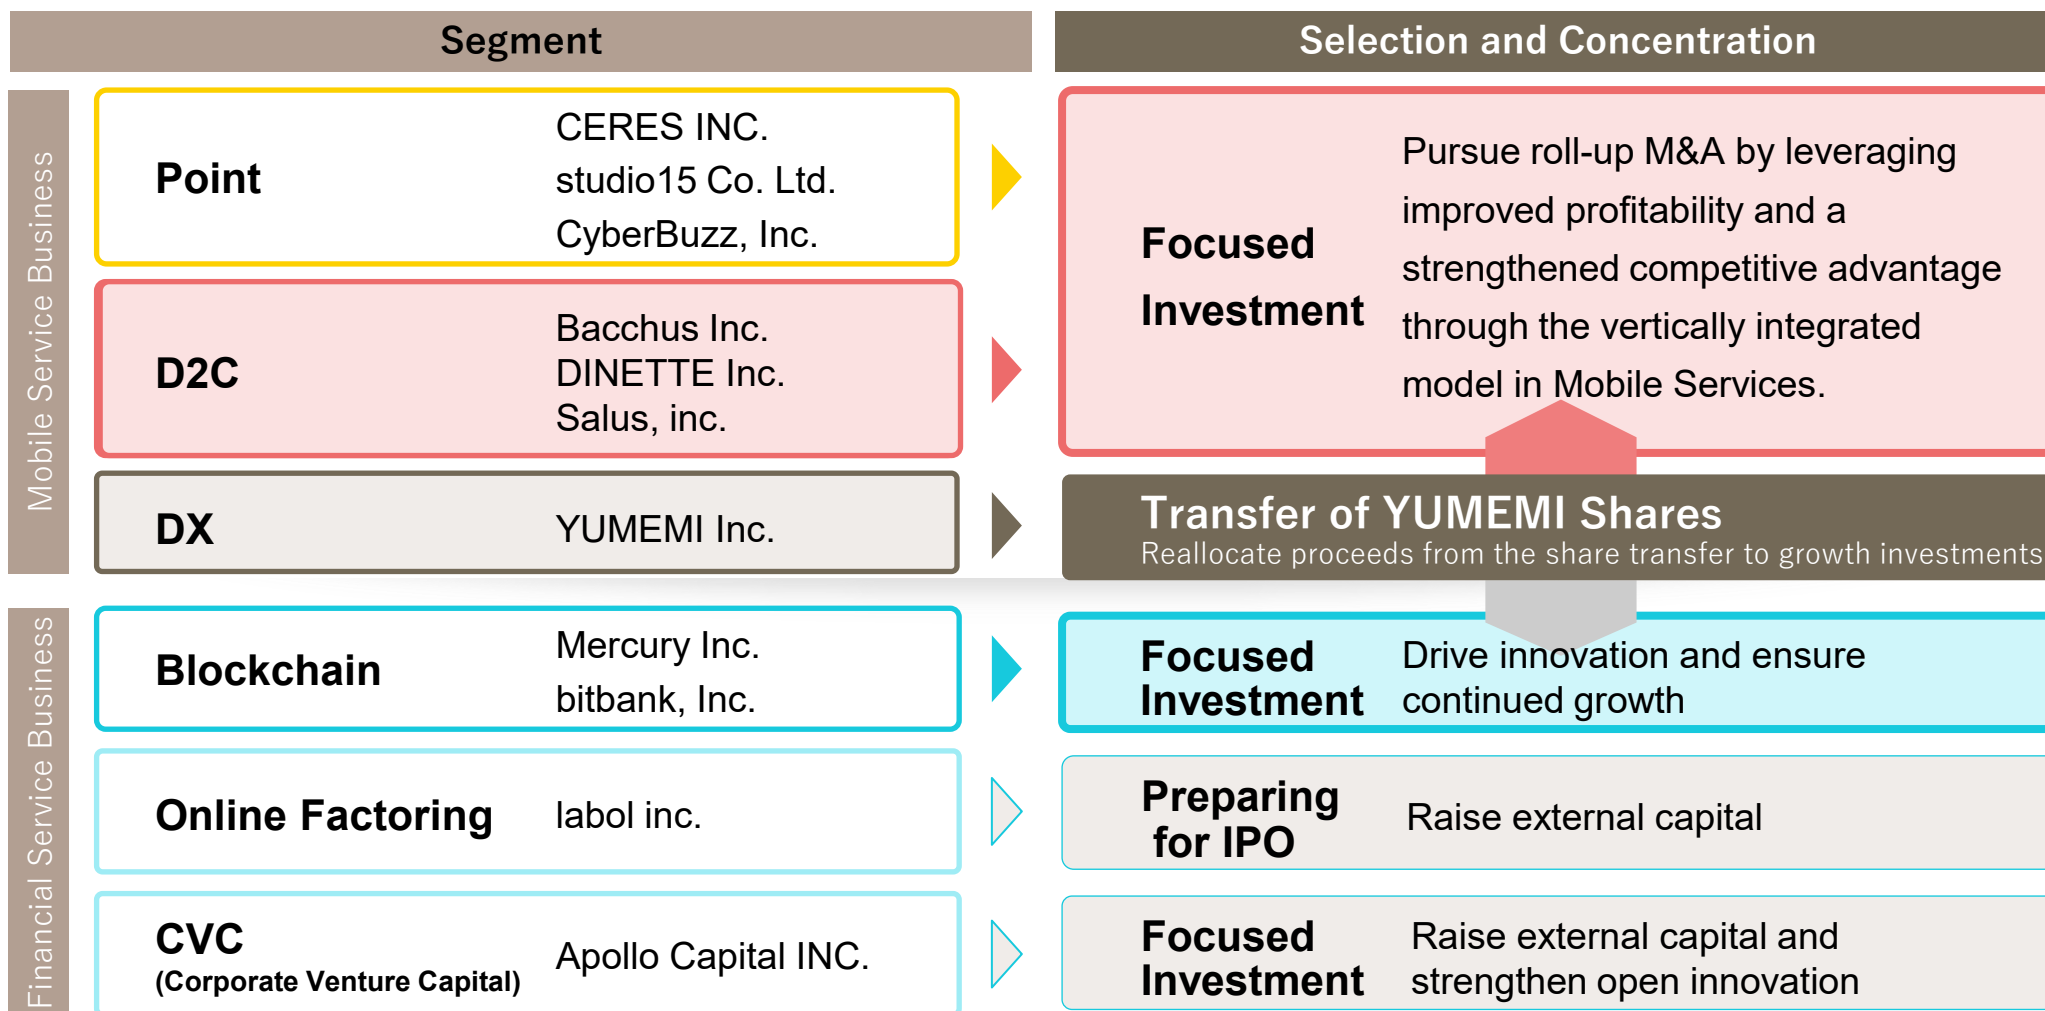 Segment
Selection and Concentration
Mobile Service Business
Point
CERES INC.
studio15 Co. Ltd.
CyberBuzz, Inc.
D2C
Bacchus Inc.
DINETTE Inc.
Salus, inc.
Focused
Investment
Pursue roll-up M&A by leveraging
improved profitability and a
strengthened competitive advantage
through the vertically integrated
model in Mobile Services.
DX
YUMEMI Inc.
Transfer of YUMEMI Shares
Reallocate proceeds from the share transfer to growth investments
Financial Service Business
Blockchain
Mercury Inc.
bitbank, Inc.
Focused
Investment
Drive innovation and ensure
continued growth
Online Factoring
labol inc.
Preparing
for IPO
Raise external capital
CVC
(Corporate Venture Capital)
Apollo Capital INC.
Focused
Investment
Raise external capital and
strengthen open innovation